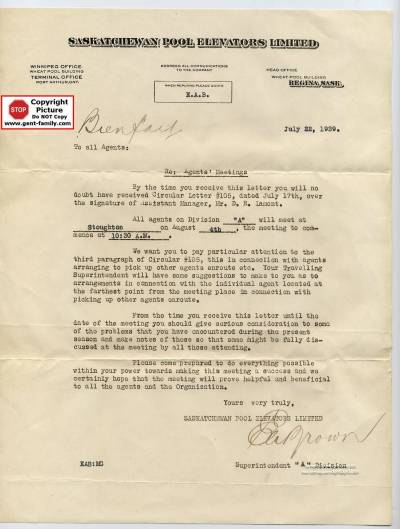 SASKATCHEWAN POOL ELEVATORS LIMITED
WINNIPEG OFFICE
WHEAT POOL BUILDING
TERMINAL OFFICE
PORT ARTHUR, ONT.
ADDRESS ALL COMMUNICATIONS
TO THE COMPANY
HEAD OFFICE
WHEAT POOL BUILDING
REGINA, SASK.
WHEN REPLYING PLEASE QUOTE
E.A.B.
STOP
Copyright
Picture
Do NOT Copy
www.gent-family.com
Bienfait
July 22, 1939.
To all Agents:
Re: Agents' Meetings
By the time you receive this letter you will no
doubt have received Circular Letter #105, dated July 17th, over
the signature of Assistant Manager, Mr. D. R. Lamont.
All agents on Division "A" will meet at
Stoughton on August 4th. the meeting to com-
mence at 10:30 A.M.
We want you to pay particular attention to the
third paragraph of Circular #105, this in connection with agents
arranging to pick up other agents enroute etc. Your Travelling
Superintendent will have some suggestions to make to you as to
arrangements in connection with the individual agent located at
the farthest point from the meeting place in connection with
picking up other agents enroute.
From the time you receive this letter until the
date of the meeting you should give serious consideration to some
of the problems that you have encountered during the present
season and make notes of these so that same might be fully dis-
cussed at the meeting by all those attending.
Please come prepared to do everything possible
within your power towards making this meeting a success and we
certainly hope that the meeting will prove helpful and beneficial
to all the agents and the Organization.
Yours very truly,
SASKATCHEWAN POOL ELEVATORS LIMITED
Brown
EAB:MG
Superintendent "A" Division